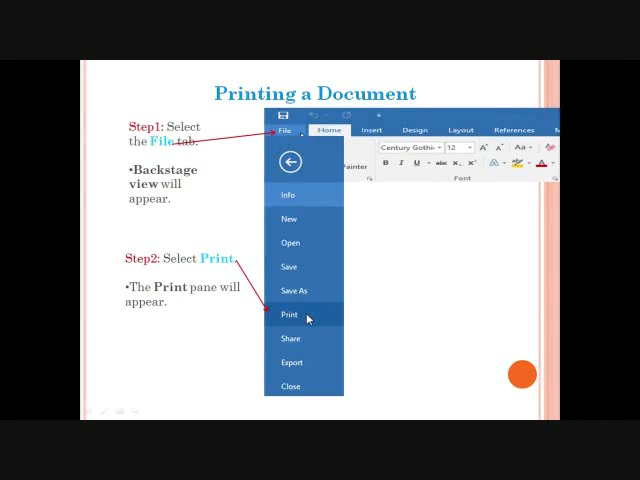 Printing a Document
Step1: Select
the File tab.
•Backstage
view will
appear.
Step2: Select Print.
•The Print pane will
appear.
File Home Insert Design Layout References
Painter
Century Gothi 12 Aa
Font
Info
New
Open
Save
Save As
Print
Share
Export
Close